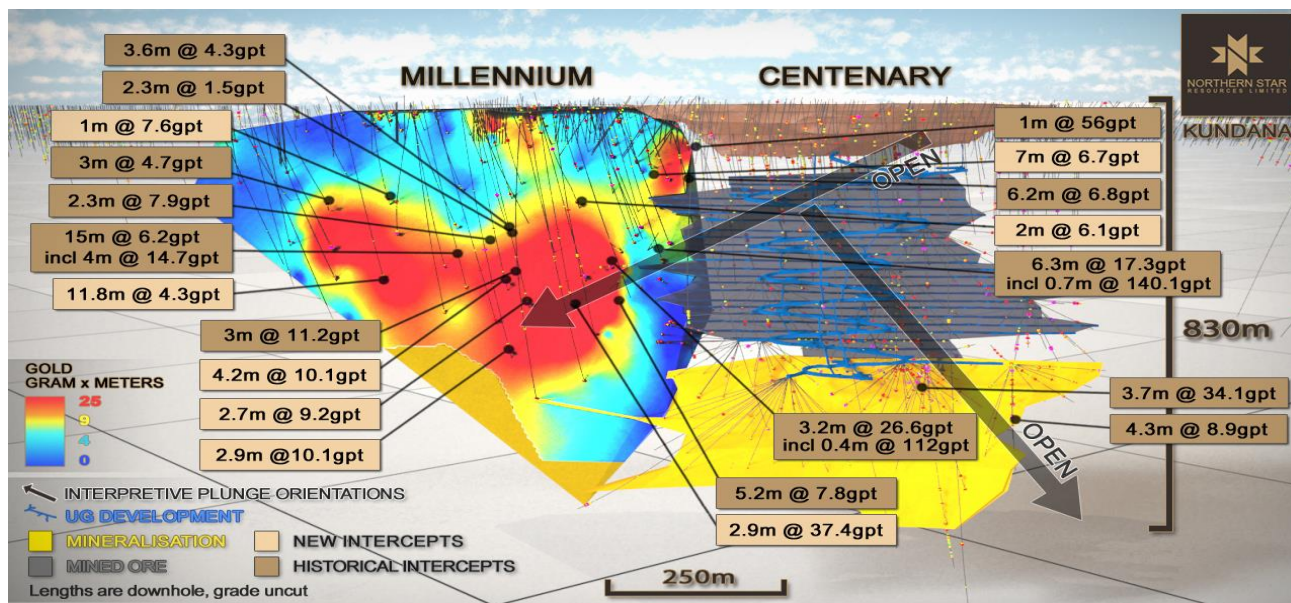 MILLENNIUM
CENTENARY
NORTHERN STAR
RESOURCES LIMITED
KUNDANA
3.6m @ 4.3gpt
2.3m @ 1.5gpt
1m @ 7.6gpt
3m @ 4.7gpt
2.3m @ 7.9gpt
15m @ 6.2gpt
incl 4m @ 14.7gpt
11.8m @ 4.3gpt
3m @ 11.2gpt
4.2m @ 10.1gpt
2.7m @ 9.2gpt
2.9m @10.1gpt
1m @ 56gpt
7m @ 6.7gpt
6.2m @ 6.8gpt
2m @ 6.1gpt
6.3m @ 17.3gpt
incl 0.7m @ 140.1gpt
OPEN
830m
3.7m @ 34.1gpt
4.3m @ 8.9gpt
3.2m @ 26.6gpt
incl 0.4m @ 112gpt
OPEN
5.2m @ 7.8gpt
2.9m @ 37.4gpt
250m
GOLD
GRAM x METERS
25
9
4
0
INTERPRETIVE PLUNGE ORIENTATIONS
UG DEVELOPMENT
MINERALISATION
NEW INTERCEPTS
MINED ORE
HISTORICAL INTERCEPTS
Lengths are downhole, grade uncut